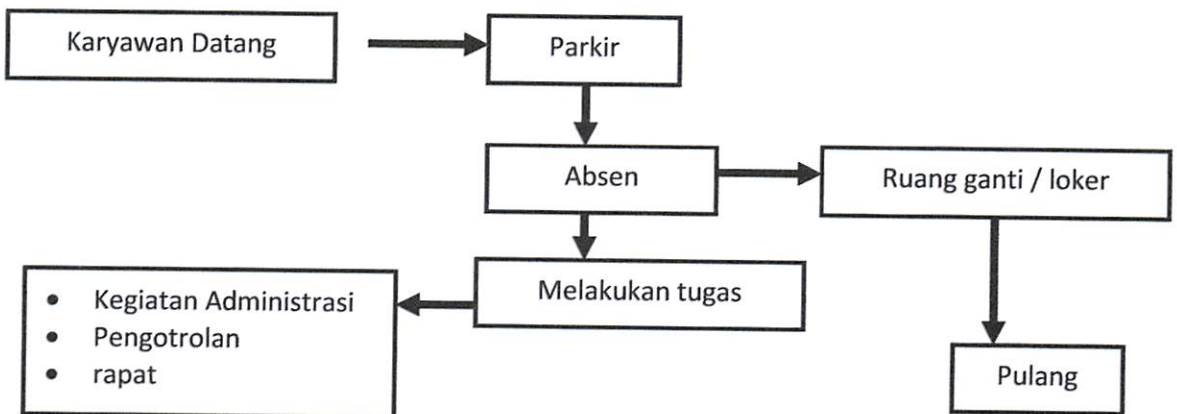 Karyawan Datang
Parkir
Absen
Ruang ganti / loker
Melakukan tugas
• Kegiatan Administrasi
• Pengotrolan
• rapat
Pulang